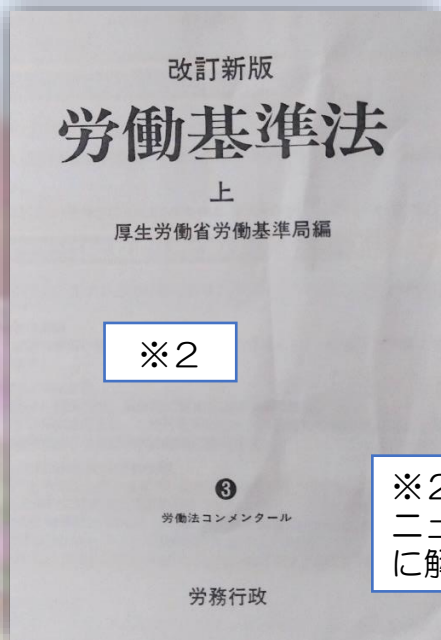 改訂新版
労働基準法
上
厚生労働省労働基準局編
※2
❸
労働法コンメンタール
※2
ニュ
に解
労務行政